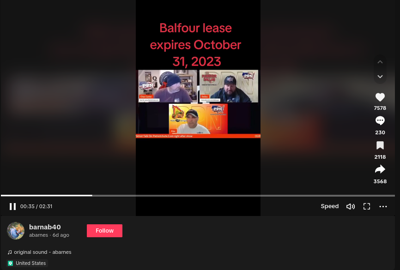 Balfour lease
expires October
31, 2023
7578
230
2118
3568
00:35 / 02:31
Speed
barnab40
abarnes · 6d ago
Follow
original sound - abarnes
United States